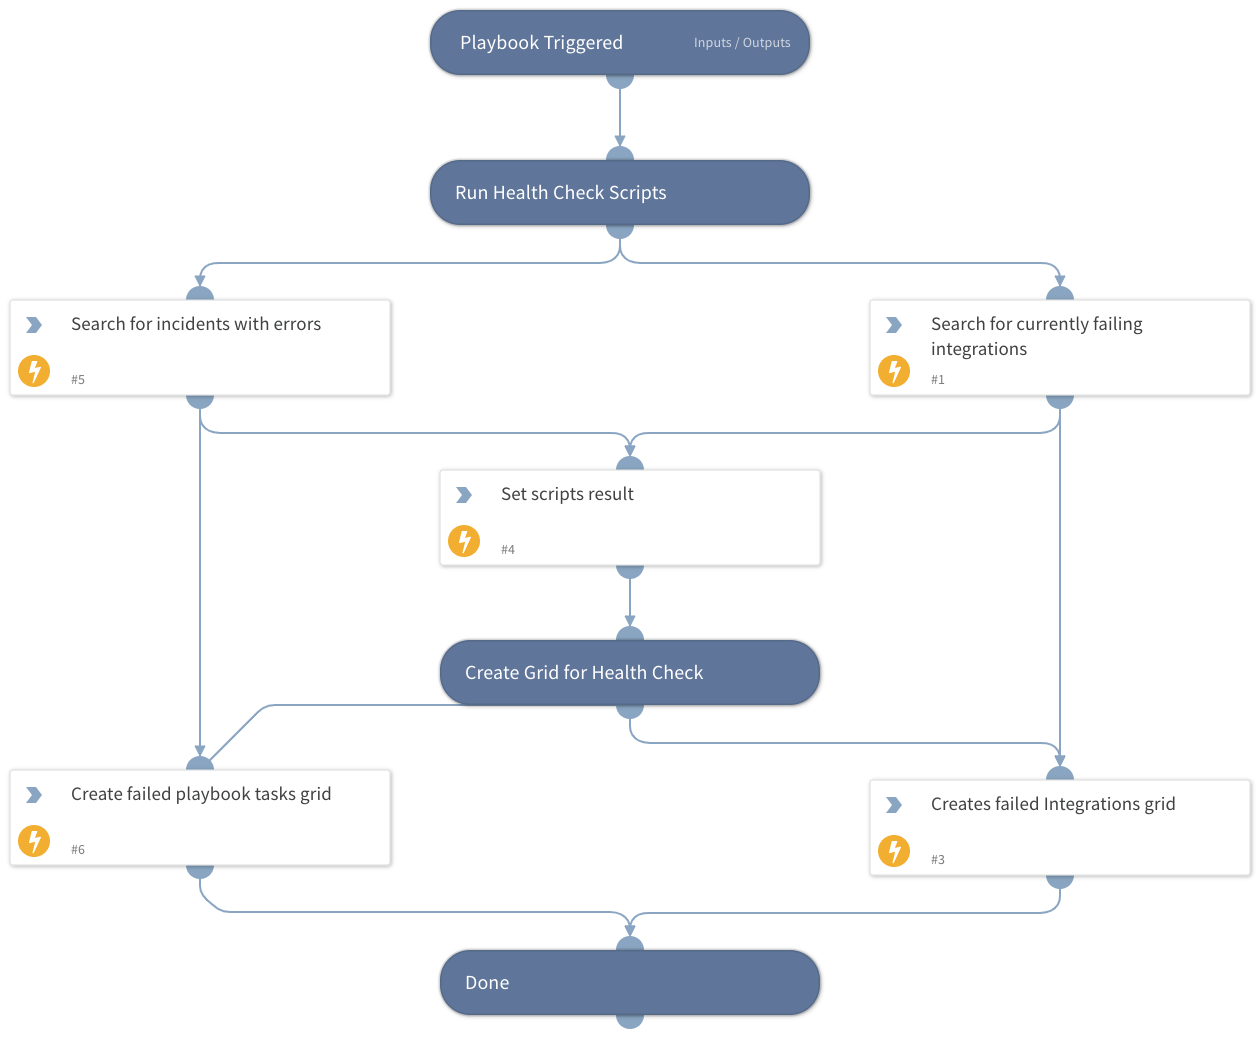 Playbook Triggered
Inputs / Outputs
Run Health Check Scripts
Search for incidents with errors
#5
Search for currently failing
integrations
#1
Set scripts result
#4
Create Grid for Health Check
Create failed playbook tasks grid
#6
Creates failed Integrations grid
#3
Done